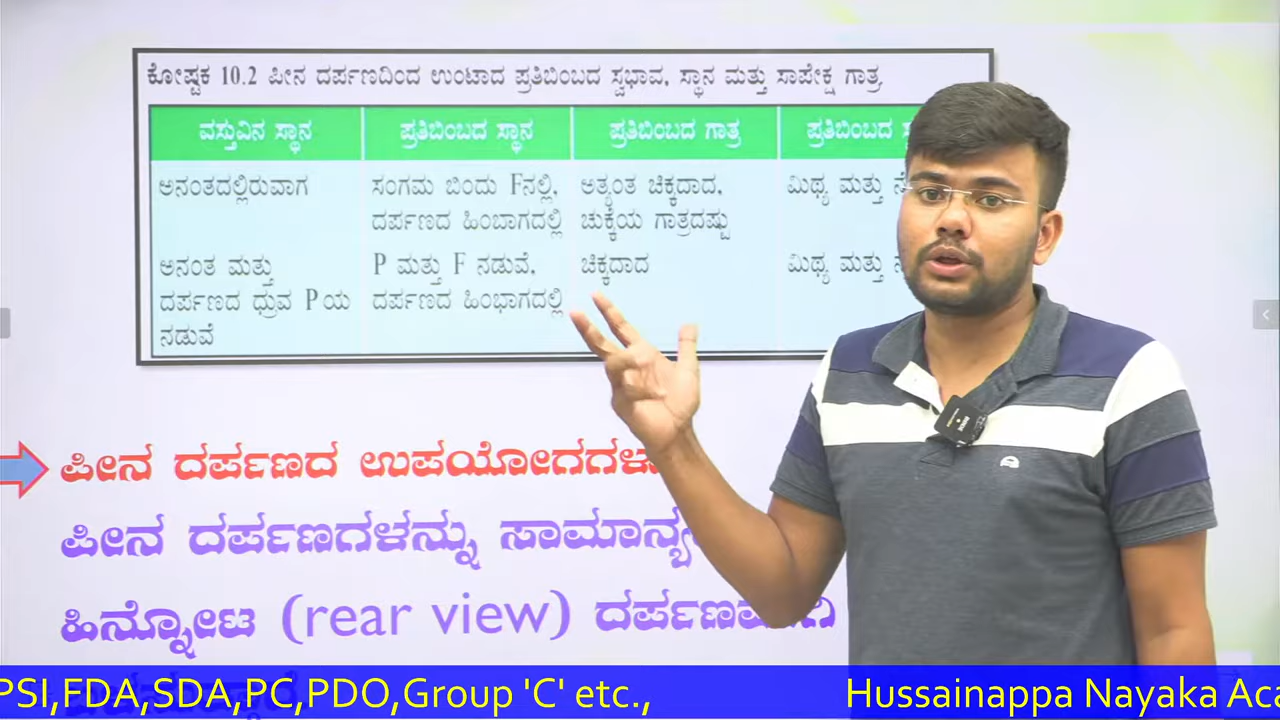 ಕೋಷ್ಟಕ 10.2 ಪೀನ ದರ್ಪಣದಿಂದ ಉಂಟಾದ ಪ್ರತಿಬಿಂಬದ ಸ್ವಭಾವ, ಸ್ಥಾನ ಮತ್ತು ಸಾಪೇಕ್ಷ ಗಾತ್ರ
ವಸ್ತುವಿನ ಸ್ಥಾನ ಪ್ರತಿಬಿಂಬದ ಸ್ಥಾನ ಪ್ರತಿಬಿಂಬದ ಗಾತ್ರ ಪ್ರತಿಬಿಂಬದ
ಅನಂತದಲ್ಲಿರುವಾಗ ಸಂಗಮ ಬಿಂದು Fನಲ್ಲಿ, ಅತ್ಯಂತ ಚಿಕ್ಕದಾದ, ಮಿಥ್ಯ ಮತ್ತು
ದರ್ಪಣದ ಹಿಂಬಾಗದಲ್ಲಿ ಚುಕ್ಕೆಯ ಗಾತ್ರದಷ್ಟು
ಅನಂತ ಮತ್ತು P ಮತ್ತು F ನಡುವೆ, ಚಿಕ್ಕದಾದ ಮಿಥ್ಯ ಮತ್ತು
ದರ್ಪಣದ ಧ್ರುವ P ಯ ದರ್ಪಣದ ಹಿಂಭಾಗದಲ್ಲಿ
ನಡುವೆ
ಪೀನ ದರ್ಪಣದ ಉಪಯೋಗಗಳು
ಪೀನ ದರ್ಪಣಗಳನ್ನು ಸಾಮಾನ್ಯ
ಹಿನ್ನೋಟ (rear view) ದರ್ಪಣವಾಗಿ
PSI,FDA,SDA,PC,PDO,Group 'C' etc., Hussainappa Nayaka Aca